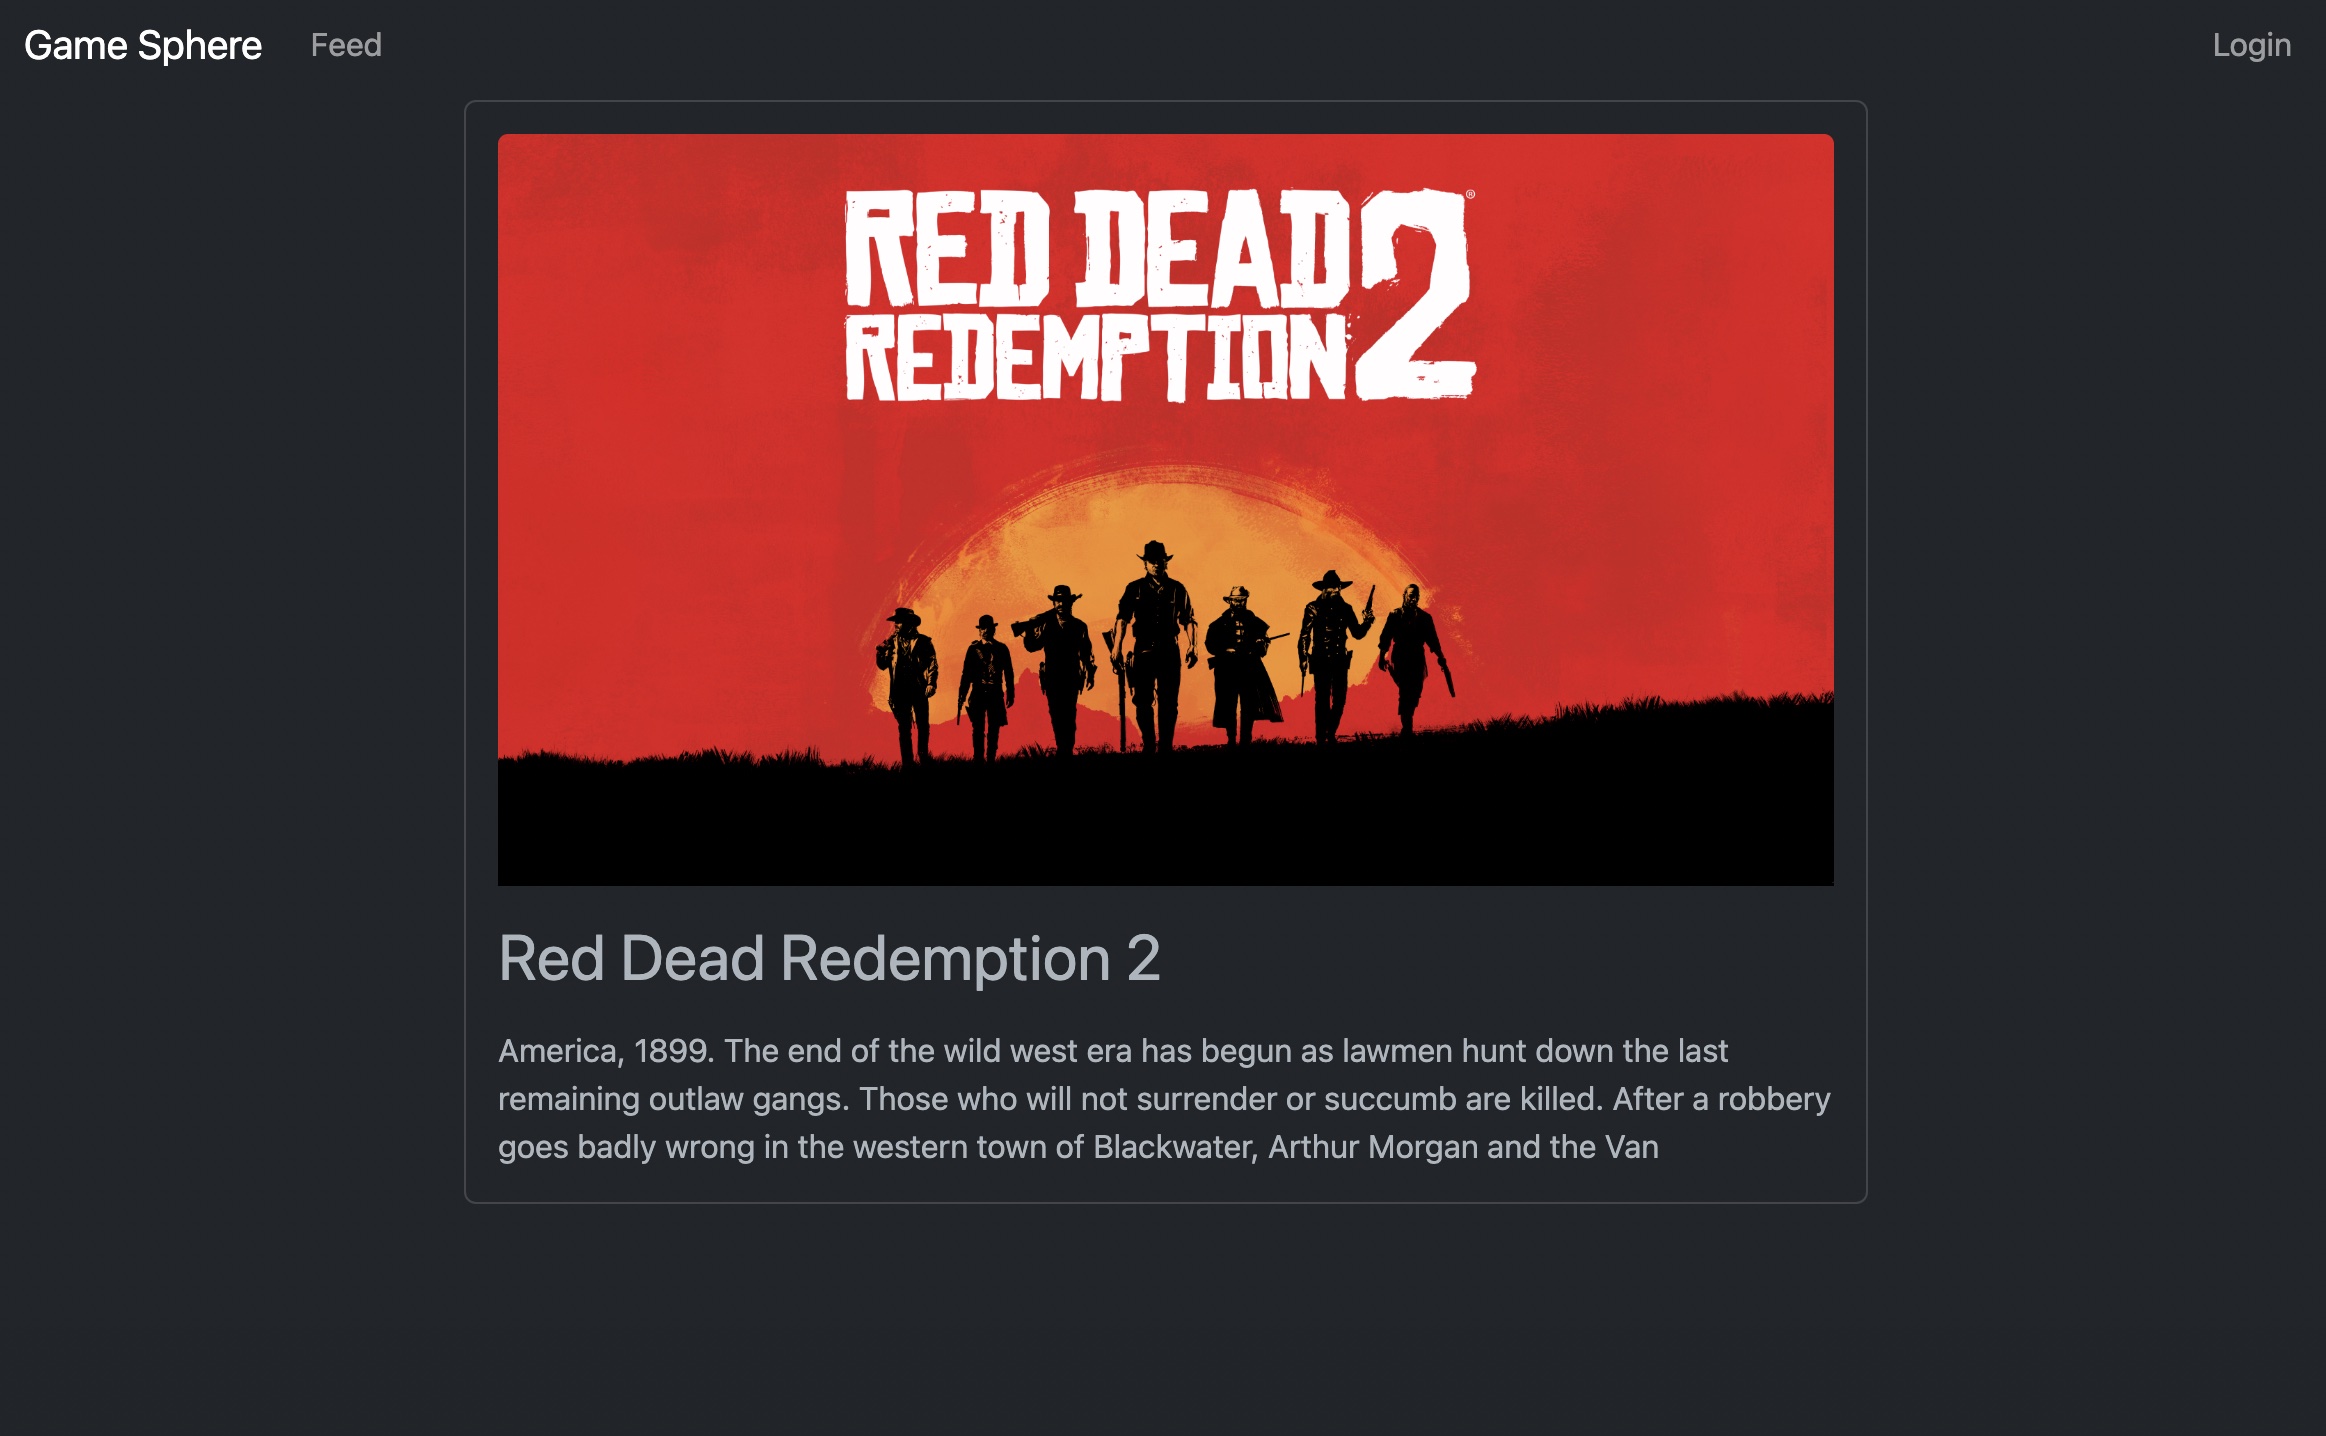 Game Sphere Feed Login
RED DEAD
REDEMPTION 2®
Red Dead Redemption 2
America, 1899. The end of the wild west era has begun as lawmen hunt down the last
remaining outlaw gangs. Those who will not surrender or succumb are killed. After a robbery
goes badly wrong in the western town of Blackwater, Arthur Morgan and the Van